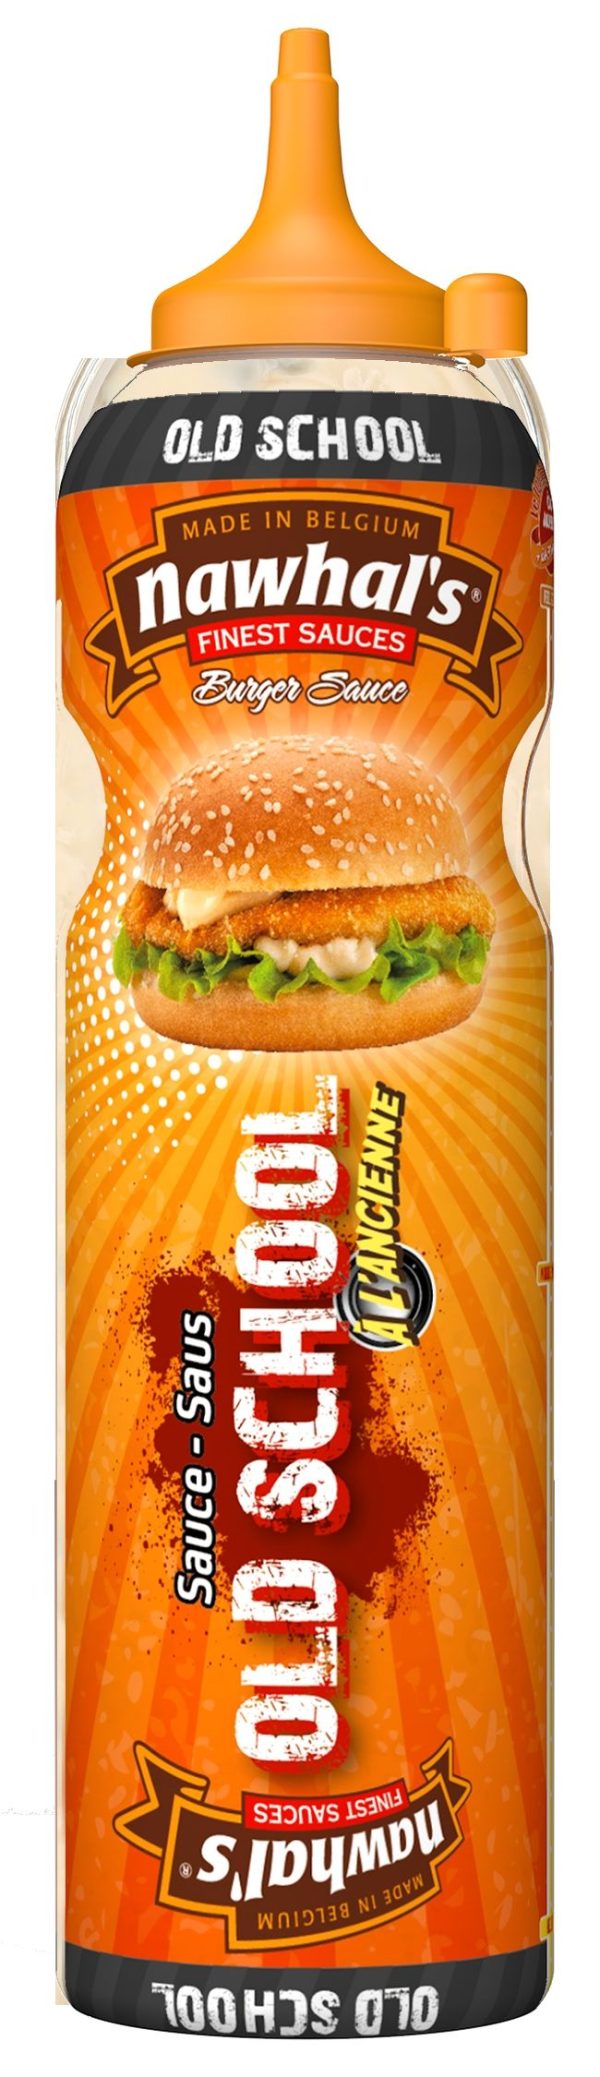 OLD SCHOOL
MADE IN BELGIUM
nawhal's®
FINEST SAUCES
Burger Sauce
Sauce - Saus
OLD SCHOOL
À L'ANCIENNE
FINEST SAUCES
nawhal's®
MADE IN BELGIUM
OLD SCHOOL